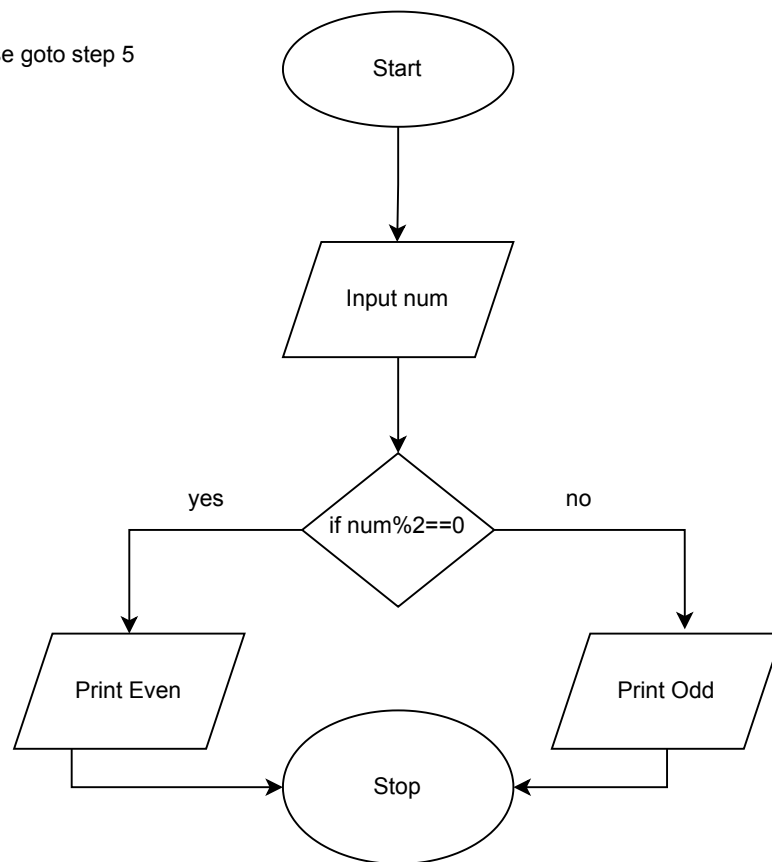 goto step 5
Start
Input num
yes
no
if num%2==0
Print Even
Print Odd
Stop